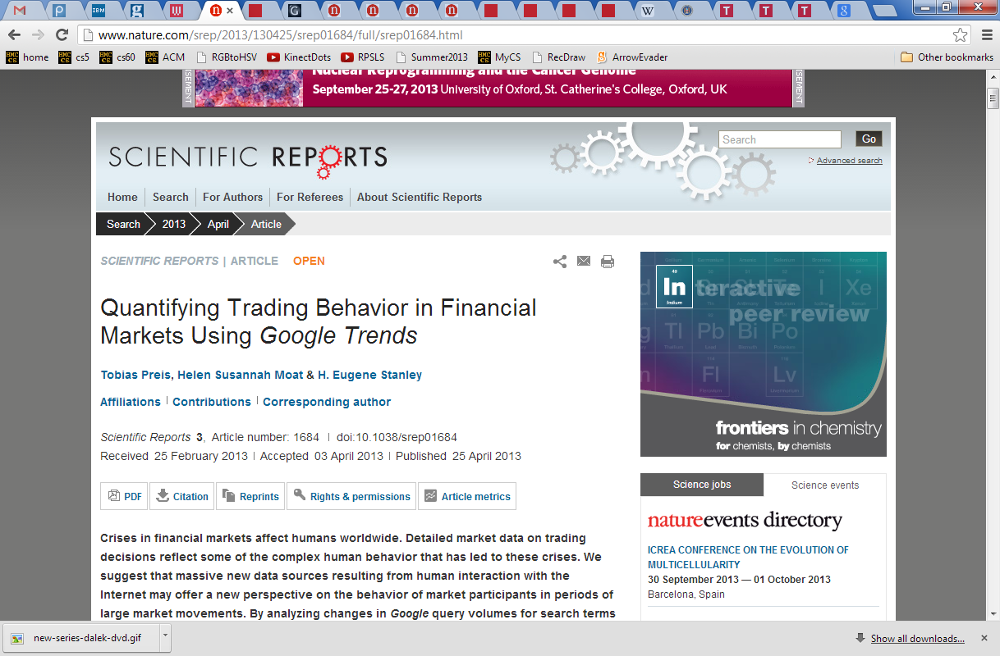 www.nature.com/srep/2013/130425/srep01684/full/srep01684.html
home cs5 cs60 ACM RGBtoHSV KinectDots RPSLS Summer2013 MyCS RecDraw ArrowEvader Other bookmarks
Nuclear Reprogramming and the Cancer Genome
September 25-27, 2013 University of Oxford, St. Catherine's College, Oxford, UK
SCIENTIFIC REPORTS
Search Go
Advanced search
Home Search For Authors For Referees About Scientific Reports
Search 2013 April Article
SCIENTIFIC REPORTS | ARTICLE OPEN
Quantifying Trading Behavior in Financial
Markets Using Google Trends
Tobias Preis, Helen Susannah Moat & H. Eugene Stanley
Affiliations | Contributions | Corresponding author
Scientific Reports 3, Article number: 1684 | doi:10.1038/srep01684
Received 25 February 2013 | Accepted 03 April 2013 | Published 25 April 2013
PDF Citation Reprints Rights & permissions Article metrics
Crises in financial markets affect humans worldwide. Detailed market data on trading
decisions reflect some of the complex human behavior that has led to these crises. We
suggest that massive new data sources resulting from human interaction with the
Internet may offer a new perspective on the behavior of market participants in periods of
large market movements. By analyzing changes in Google query volumes for search terms
49
In teractive
Indium
peer review
I Xe
Tl Pb Bi Po
Fl Lv
frontiers in chemistry
for chemists, by chemists
Science jobs Science events
natureevents directory
ICREA CONFERENCE ON THE EVOLUTION OF
MULTICELLULARITY
30 September 2013 — 01 October 2013
Barcelona, Spain
new-series-dalek-dvd.gif
Show all downloads...